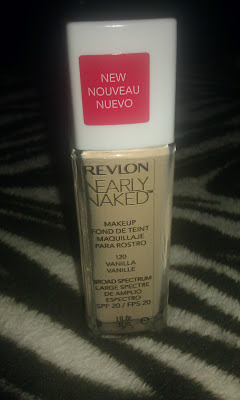 NEW
NOUVEAU
NUEVO
REVLON
NEARLY
NAKED™
MAKEUP
FOND DE TEINT
MAQUILLAJE
PARA ROSTRO
120
VANILLA
VANILLE
BROAD SPECTRUM
LARGE SPECTRE
DE AMPLIO
ESPECTRO
SPF 20 / FPS 20